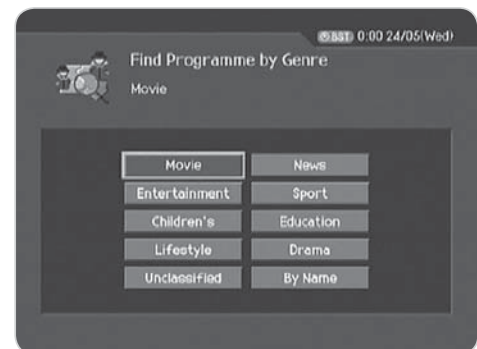 BST 0:00 24/05(Wed)
Find Programme by Genre
Movie
Movie News
Entertainment Sport
Children's Education
Lifestyle Drama
Unclassified By Name